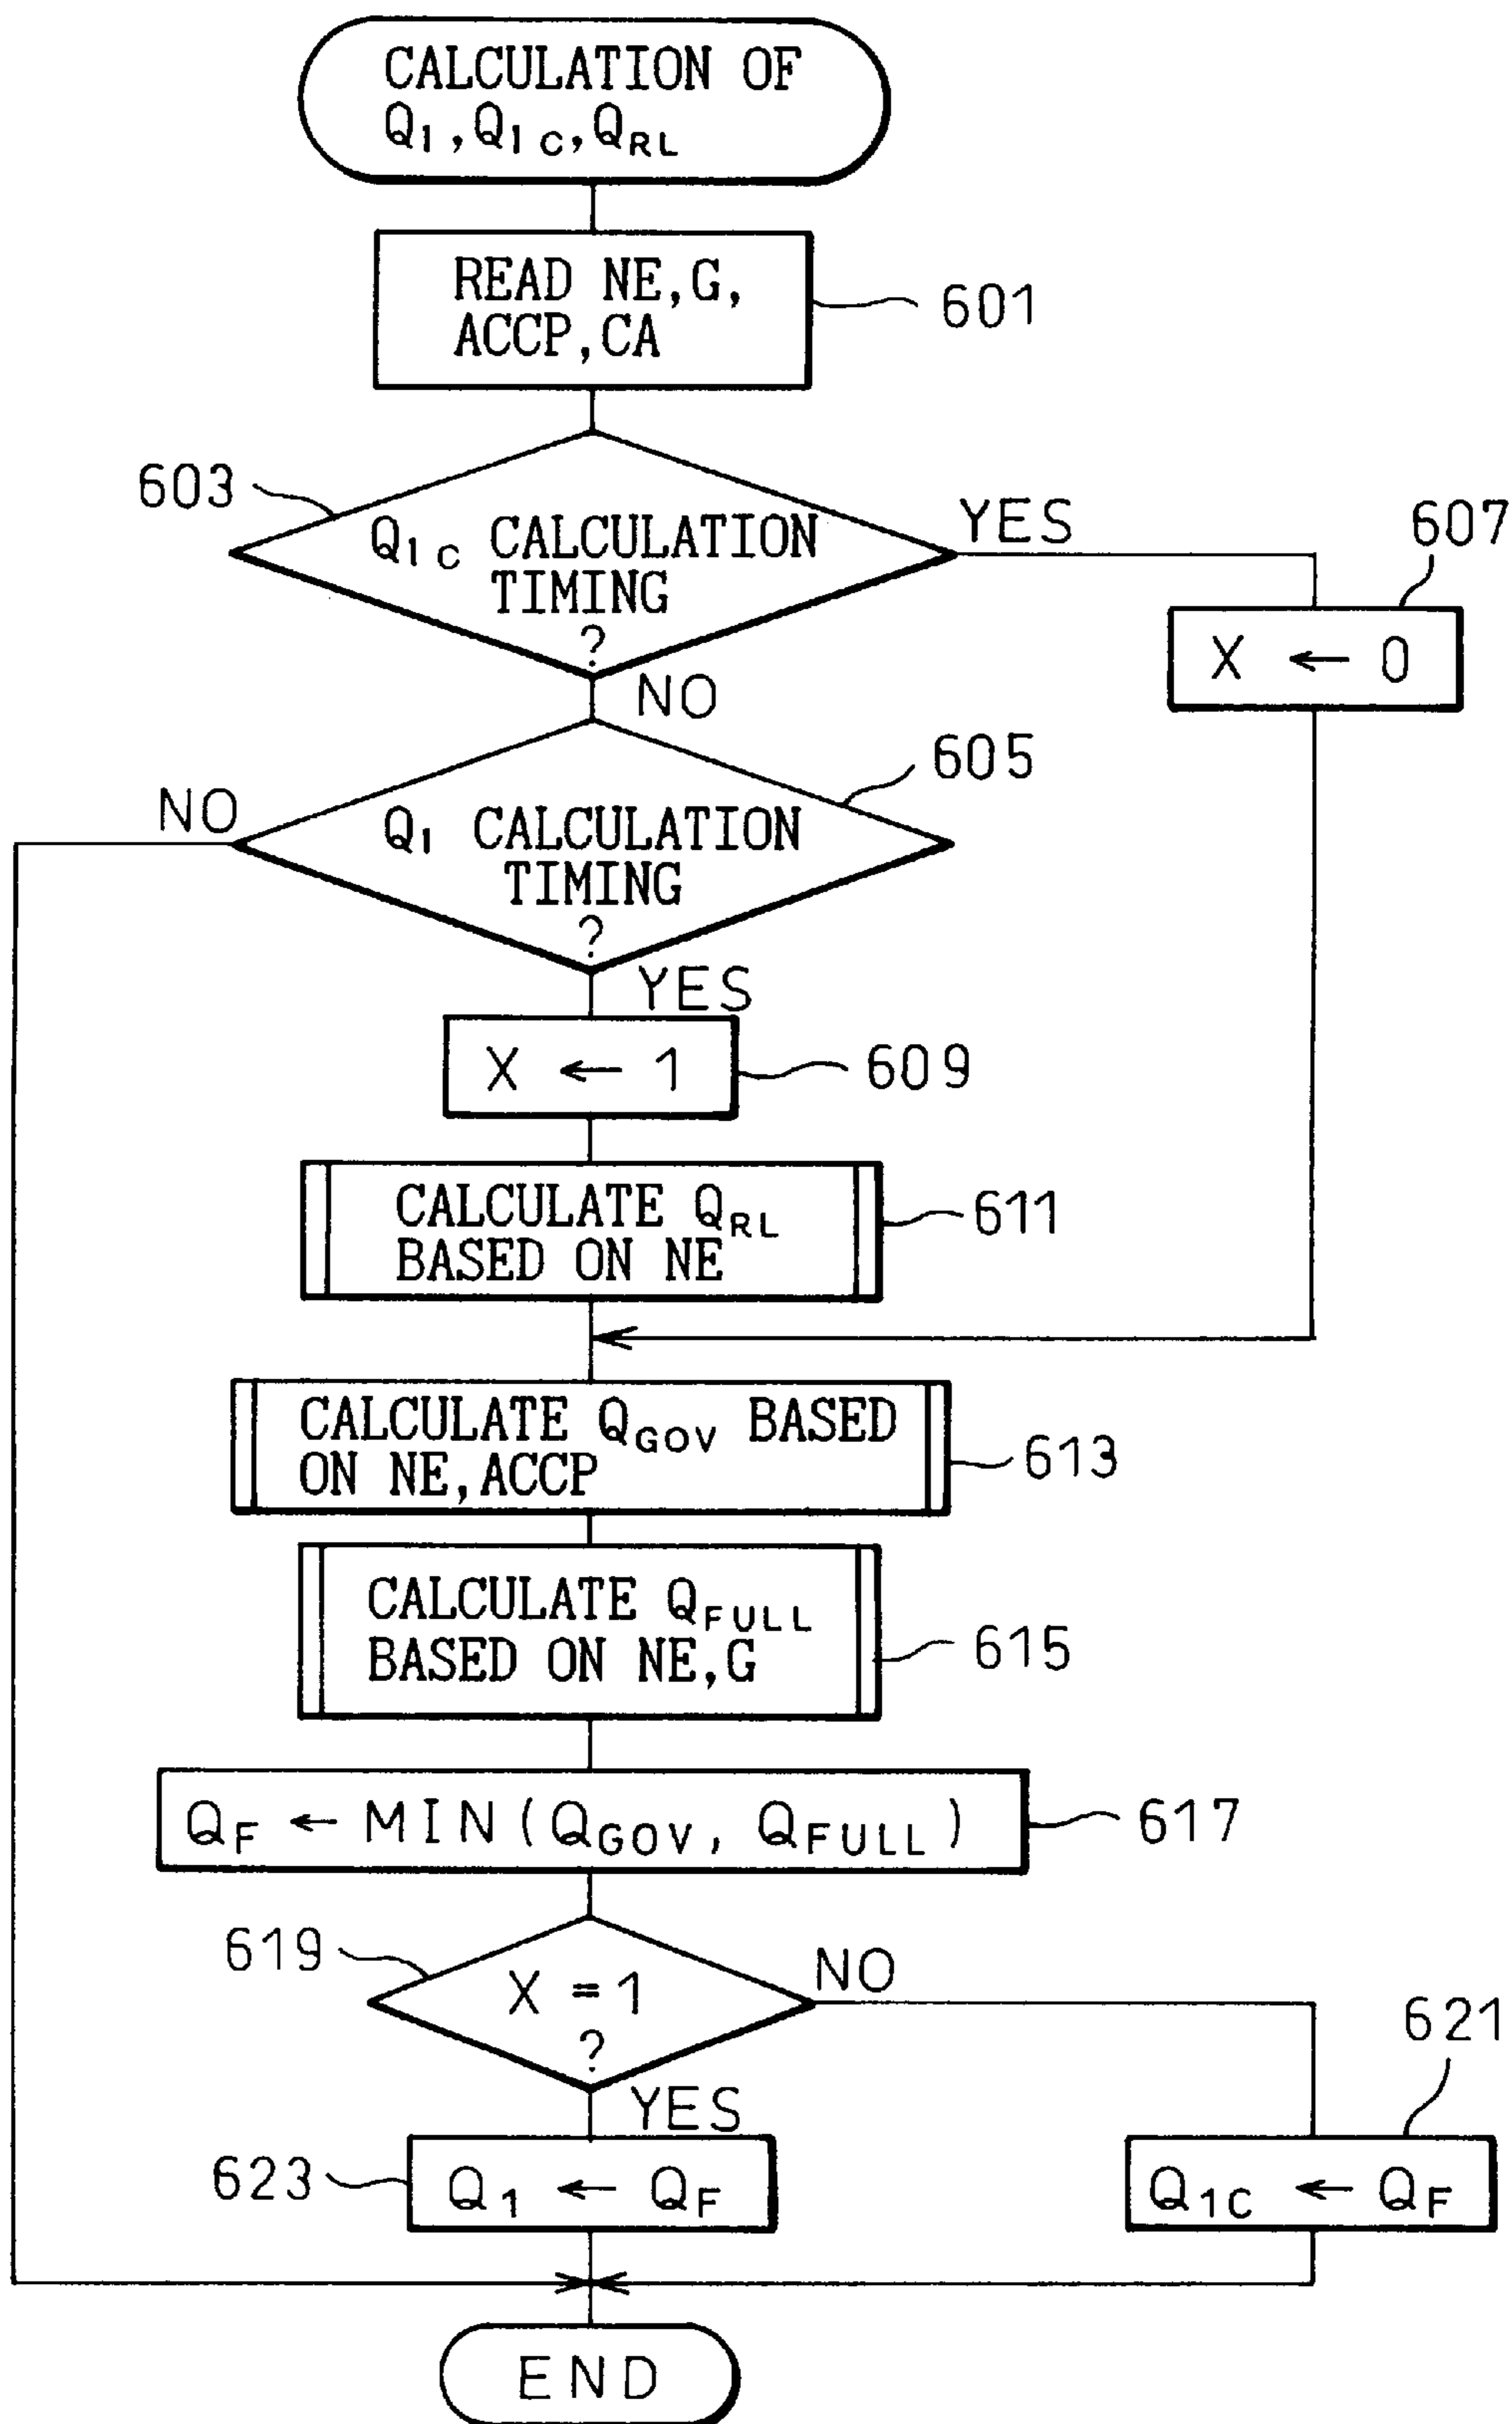 CALCULATION OF
Q1,Q1C,QRL
READ NE,G,
ACCP,CA
601
603
Q1C CALCULATION
TIMING
?
YES
607
X ← 0
NO
605
NO
Q1 CALCULATION
TIMING
?
YES
X ← 1
609
CALCULATE QRL
BASED ON NE
611
CALCULATE QGOV BASED
ON NE,ACCP
613
CALCULATE QFULL
BASED ON NE,G
615
QF ← MIN(QGOV, QFULL)
617
619
X = 1
?
NO
621
YES
623
Q1 ← QF
Q1C ← QF
END